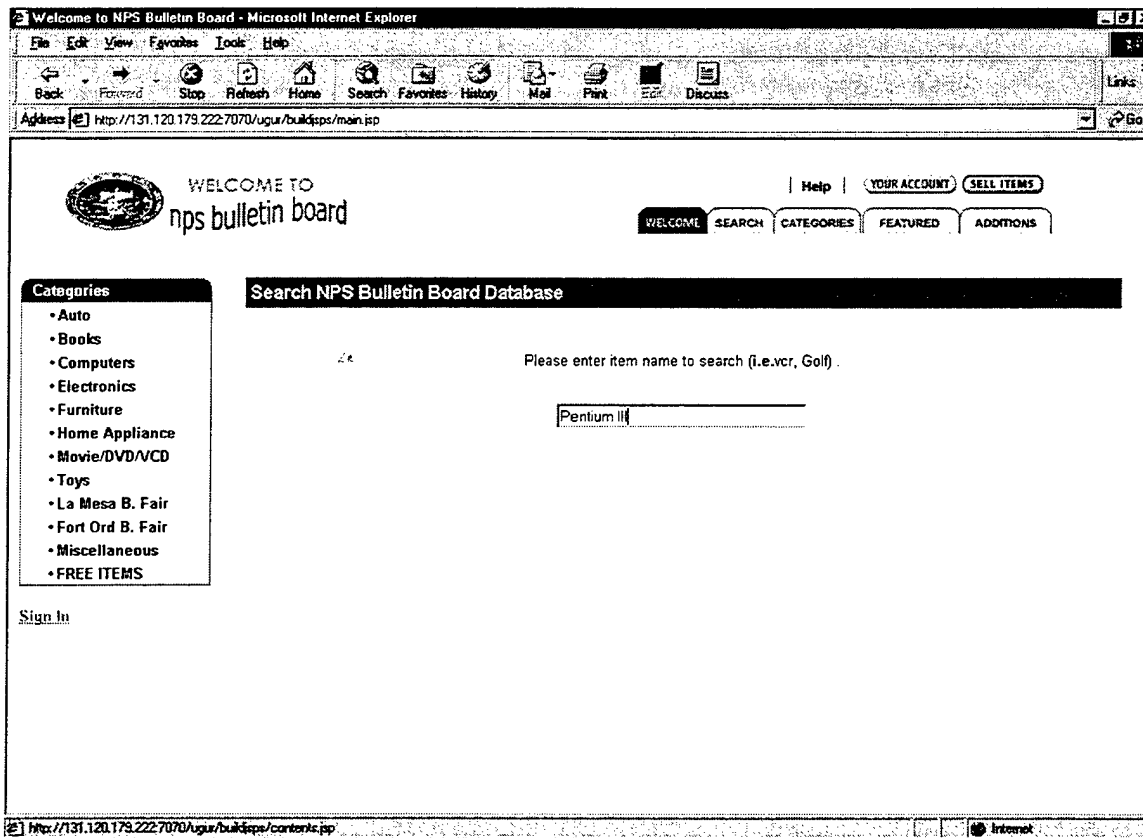 Welcome to NPS Bulletin Board - Microsoft Internet Explorer
File Edit View Favorites Tools Help
Back Forward Stop Refresh Home Search Favorites History Mail Print Edit Discuss Links
Address http://131.120.179.222:7070/ugur/buildjsps/main.jsp Go
WELCOME TO
nps bulletin board
| Help | YOUR ACCOUNT SELL ITEMS
WELCOME SEARCH CATEGORIES FEATURED ADDITIONS
Categories
• Auto
• Books
• Computers
• Electronics
• Furniture
• Home Appliance
• Movie/DVD/VCD
• Toys
• La Mesa B. Fair
• Fort Ord B. Fair
• Miscellaneous
• FREE ITEMS
Sign In
Search NPS Bulletin Board Database
Please enter item name to search (i.e.vcr, Golf) .
Pentium III
http://131.120.179.222:7070/ugur/buildjsps/contents.jsp Internet